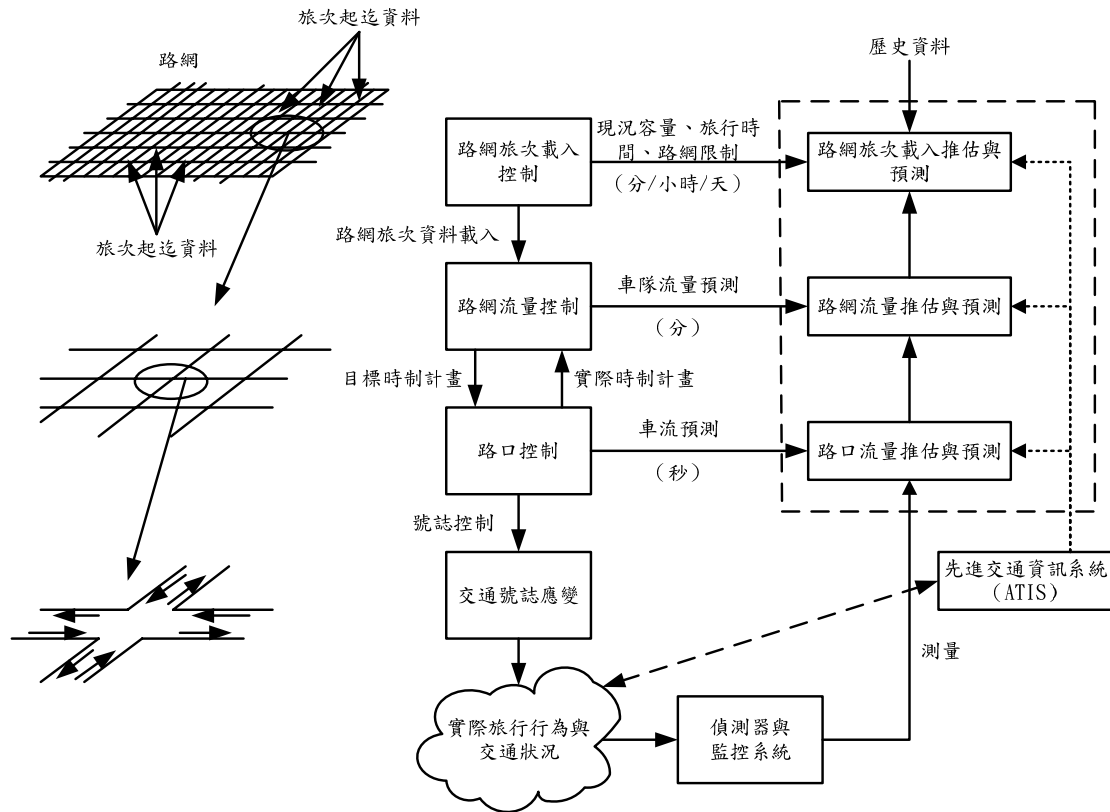 旅次起迄資料
路網
旅次起迄資料
歷史資料
路網旅次載入
控制
現況容量、旅行時
間、路網限制
（分/小時/天）
路網旅次載入推估與
預測
路網旅次資料載入
路網流量控制
車隊流量預測
（分）
路網流量推估與預測
目標時制計畫
實際時制計畫
路口控制
車流預測
（秒）
路口流量推估與預測
號誌控制
交通號誌應變
先進交通資訊系統
（ATIS）
測量
實際旅行行為與
交通狀況
偵測器與
監控系統